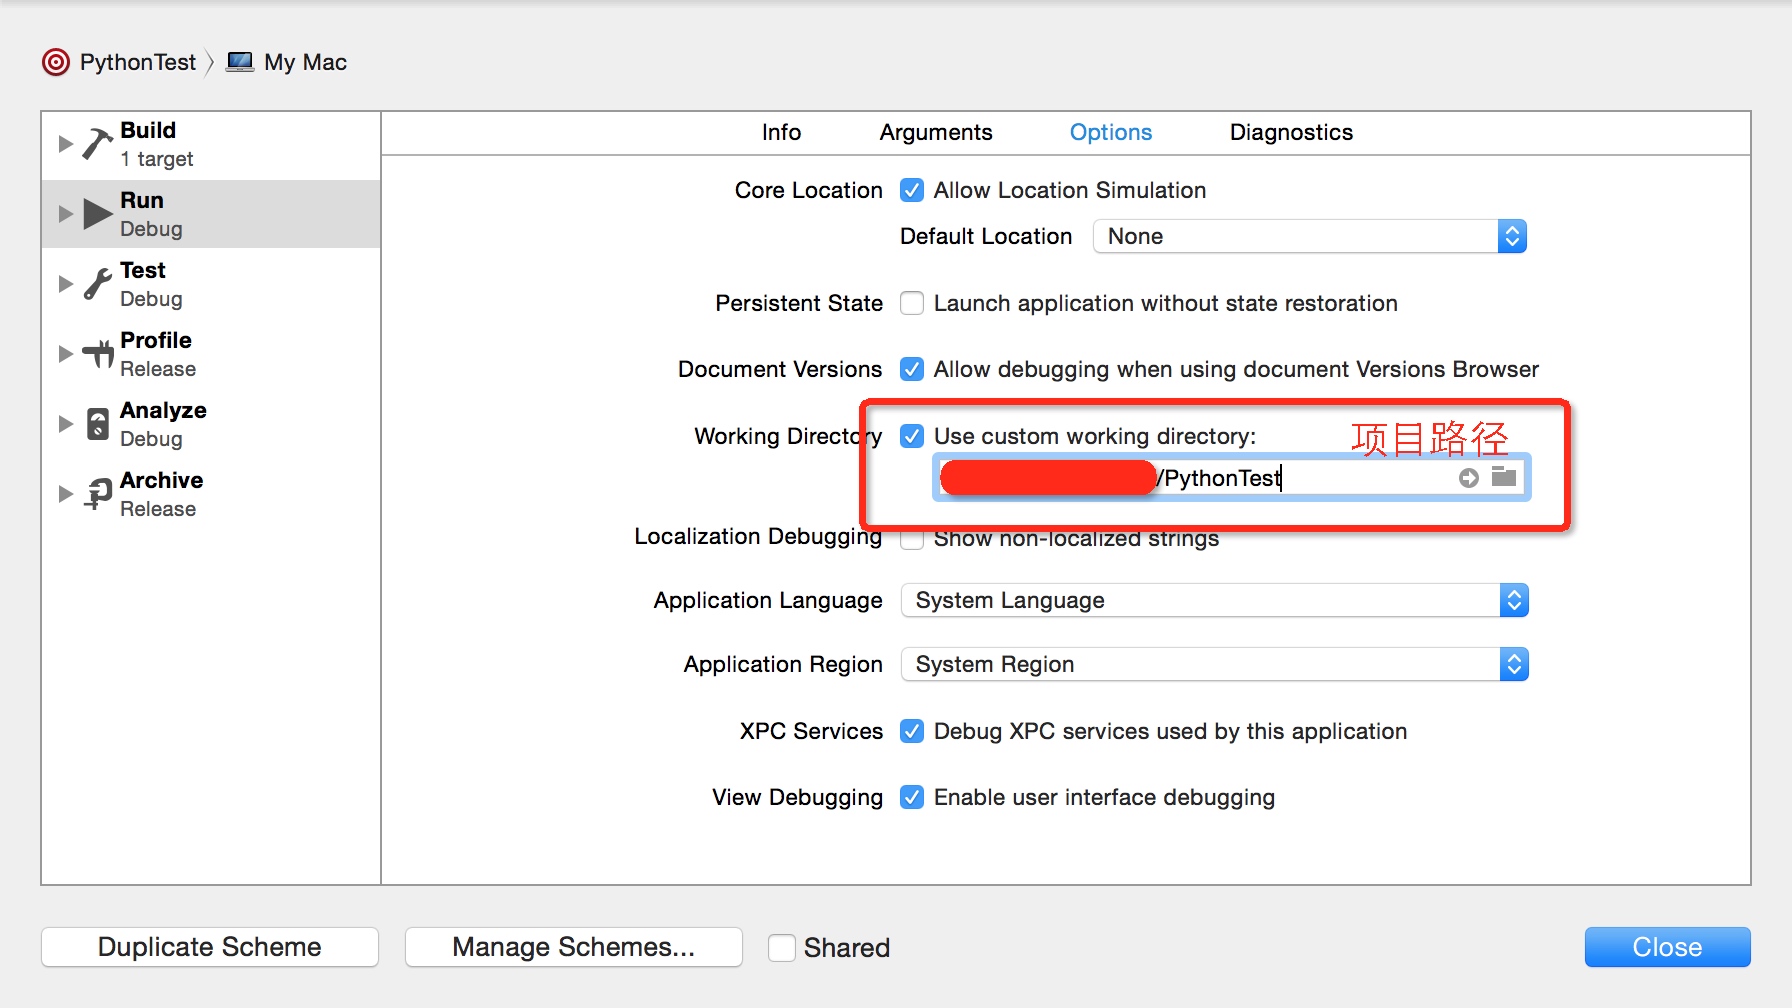 PythonTest My Mac
Build
1 target
Run
Debug
Test
Debug
Profile
Release
Analyze
Debug
Archive
Release
Info Arguments Options Diagnostics
Core Location Allow Location Simulation
Default Location None
Persistent State Launch application without state restoration
Document Versions Allow debugging when using document Versions Browser
Working Directory Use custom working directory: 项目路径
/PythonTest
Localization Debugging Show non-localized strings
Application Language System Language
Application Region System Region
XPC Services Debug XPC services used by this application
View Debugging Enable user interface debugging
Duplicate Scheme Manage Schemes... Shared Close